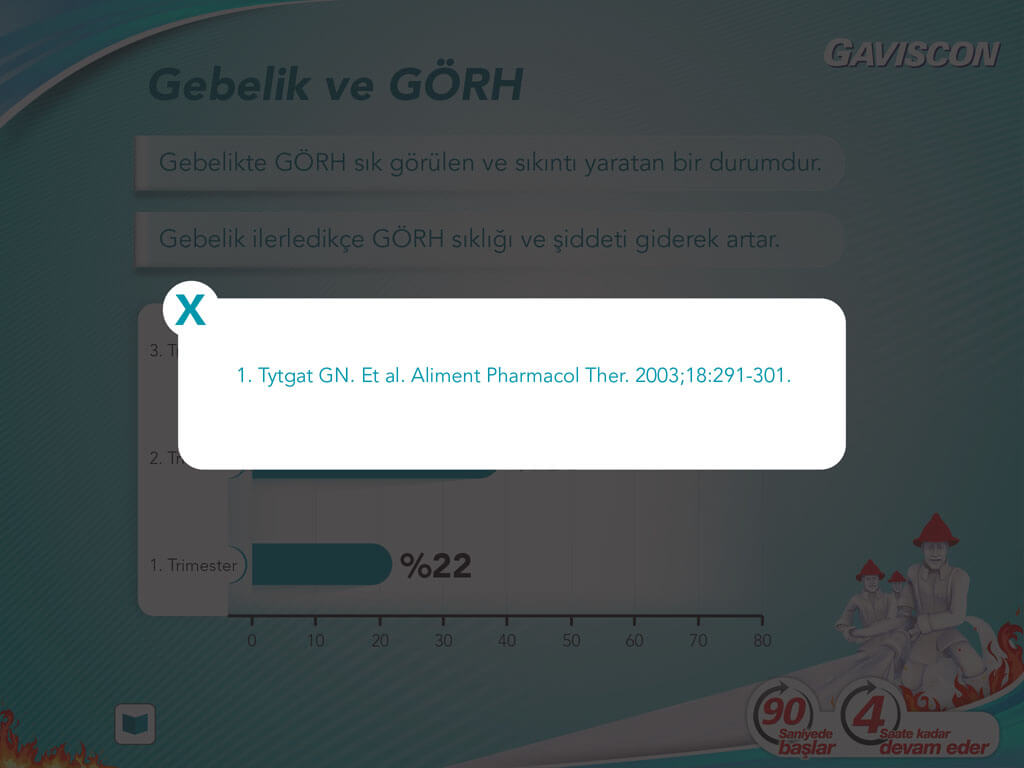 GAVISCON
Gebelik ve GÖRH
Gebelikte GÖRH sık görülen ve sıkıntı yaratan bir durumdur.
Gebelik ilerledikçe GÖRH sıklığı ve şiddeti giderek artar.
X
1. Tytgat GN. Et al. Aliment Pharmacol Ther. 2003;18:291-301.
3.
2.
1. Trimester
%22
0 10 20 30 40 50 60 70 80
90 Saniyede başlar
4 Saate kadar devam eder